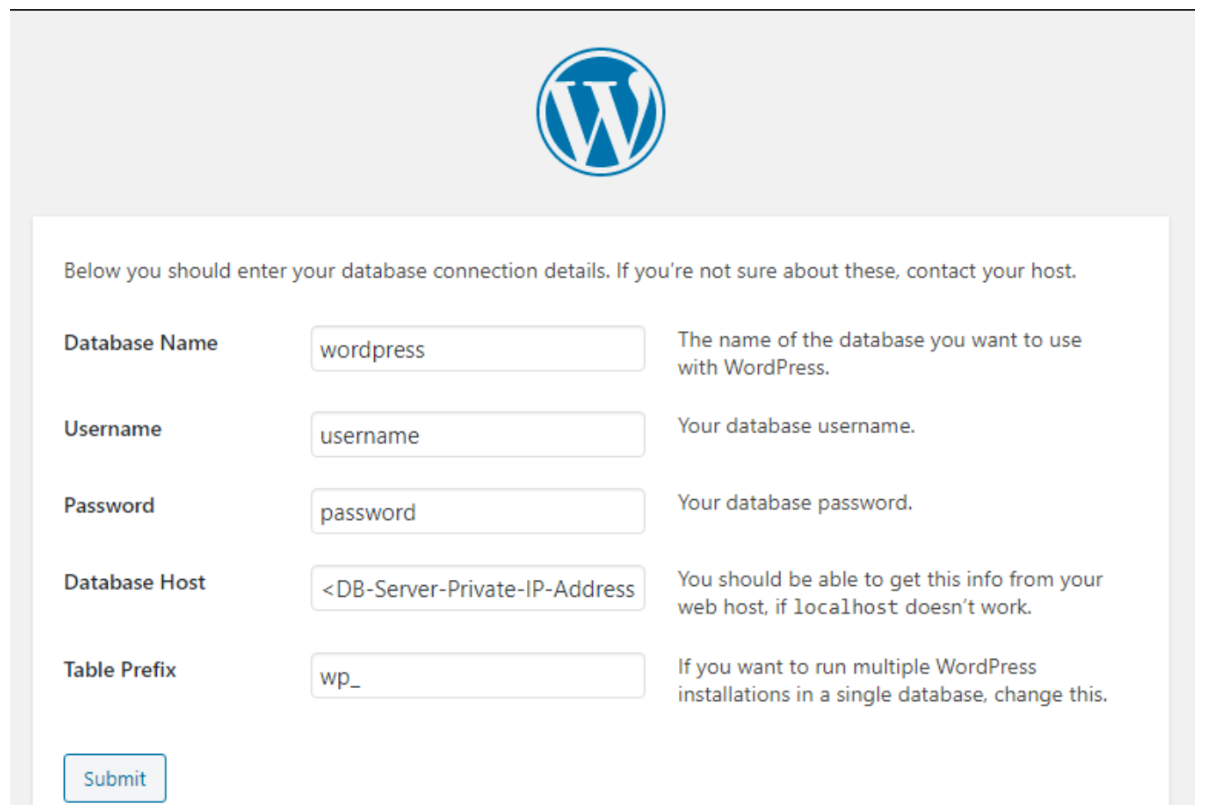 Below you should enter your database connection details. If you’re not sure about these, contact your host.
Database Name
wordpress
The name of the database you want to use
with WordPress.
Username
username
Your database username.
Password
password
Your database password.
Database Host
<DB-Server-Private-IP-Address
You should be able to get this info from your
web host, if localhost doesn’t work.
Table Prefix
wp_
If you want to run multiple WordPress
installations in a single database, change this.
Submit